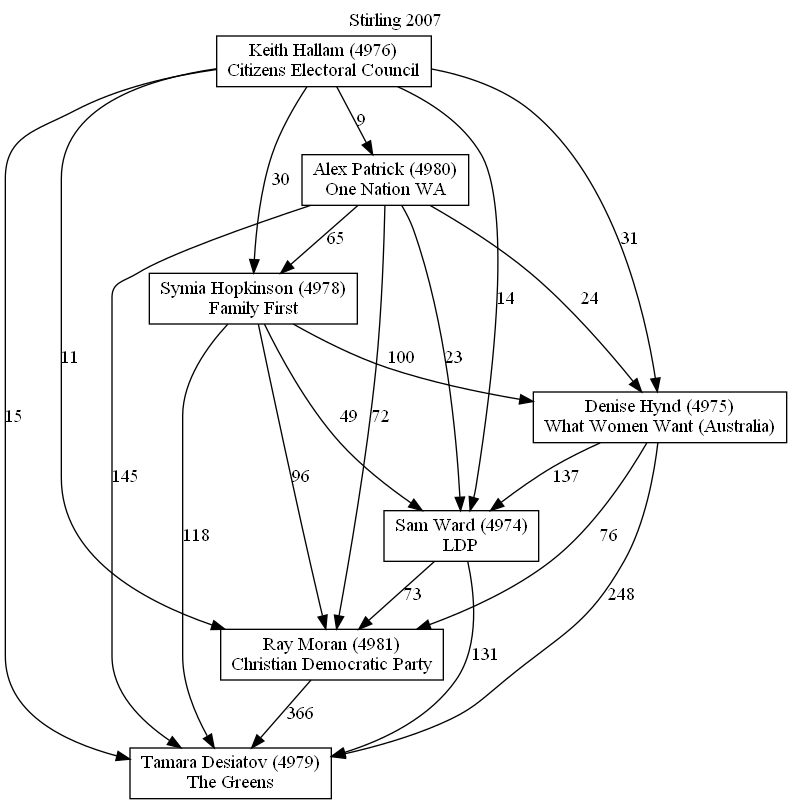 Stirling 2007
Keith Hallam (4976)
Citizens Electoral Council
9
Alex Patrick (4980)
One Nation WA
30
65
31
Symia Hopkinson (4978)
Family First
14
24
11
100
23
15
49
72
Denise Hynd (4975)
What Women Want (Australia)
145
96
137
118
Sam Ward (4974)
LDP
76
73
248
Ray Moran (4981)
Christian Democratic Party
131
366
Tamara Desiatov (4979)
The Greens